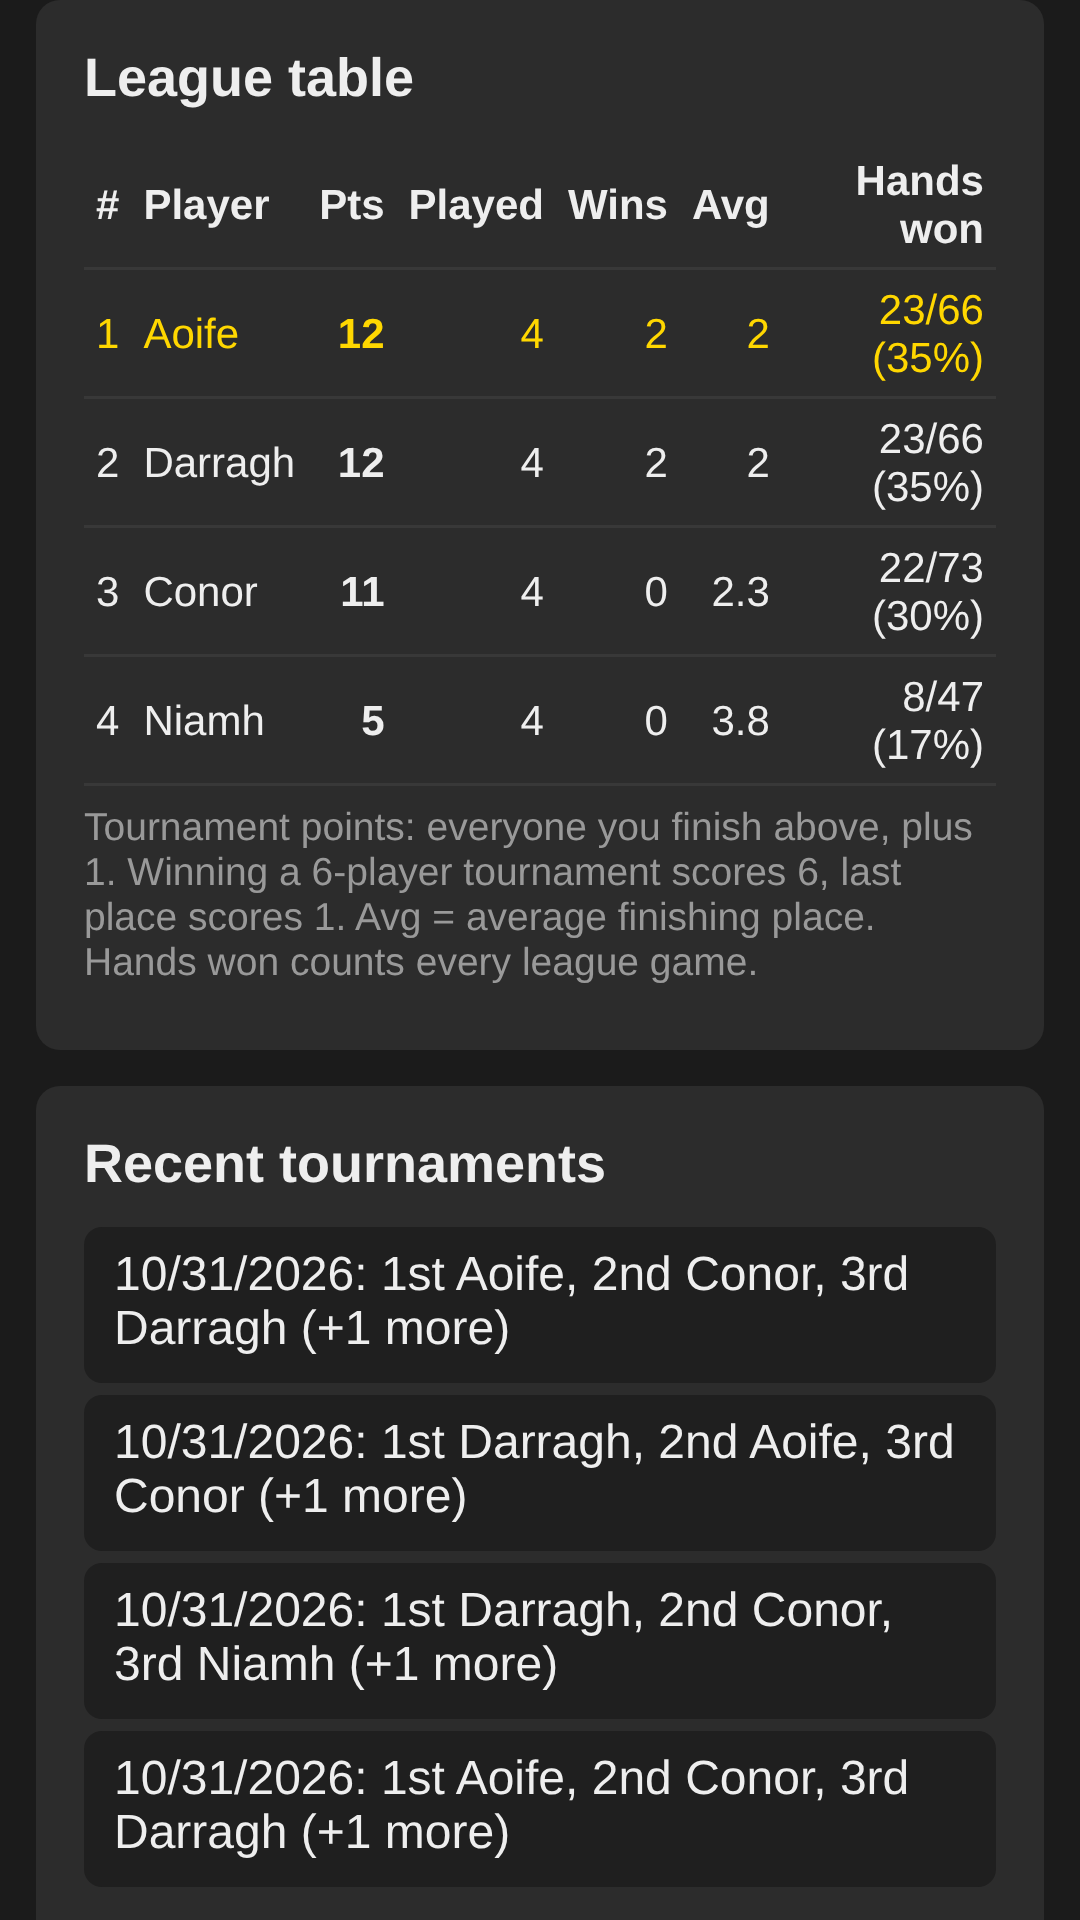 League table
# Player Pts Played Wins Avg Hands won
1 Aoife 12 4 2 2 23/66 (35%)
2 Darragh 12 4 2 2 23/66 (35%)
3 Conor 11 4 0 2.3 22/73 (30%)
4 Niamh 5 4 0 3.8 8/47 (17%)
Tournament points: everyone you finish above, plus
1. Winning a 6-player tournament scores 6, last
place scores 1. Avg = average finishing place.
Hands won counts every league game.
Recent tournaments
10/31/2026: 1st Aoife, 2nd Conor, 3rd
Darragh (+1 more)
10/31/2026: 1st Darragh, 2nd Aoife, 3rd
Conor (+1 more)
10/31/2026: 1st Darragh, 2nd Conor,
3rd Niamh (+1 more)
10/31/2026: 1st Aoife, 2nd Conor, 3rd
Darragh (+1 more)